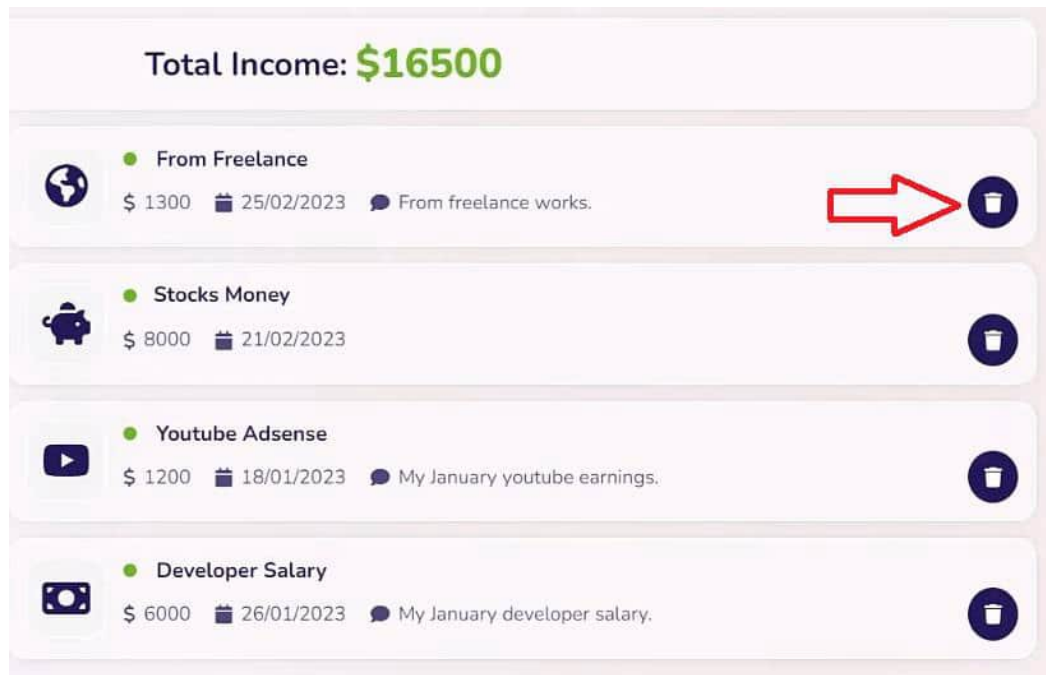 Total Income: $16500
From Freelance
$ 1300 25/02/2023 From freelance works.
Stocks Money
$ 8000 21/02/2023
Youtube Adsense
$ 1200 18/01/2023 My January youtube earnings.
Developer Salary
$ 6000 26/01/2023 My January developer salary.